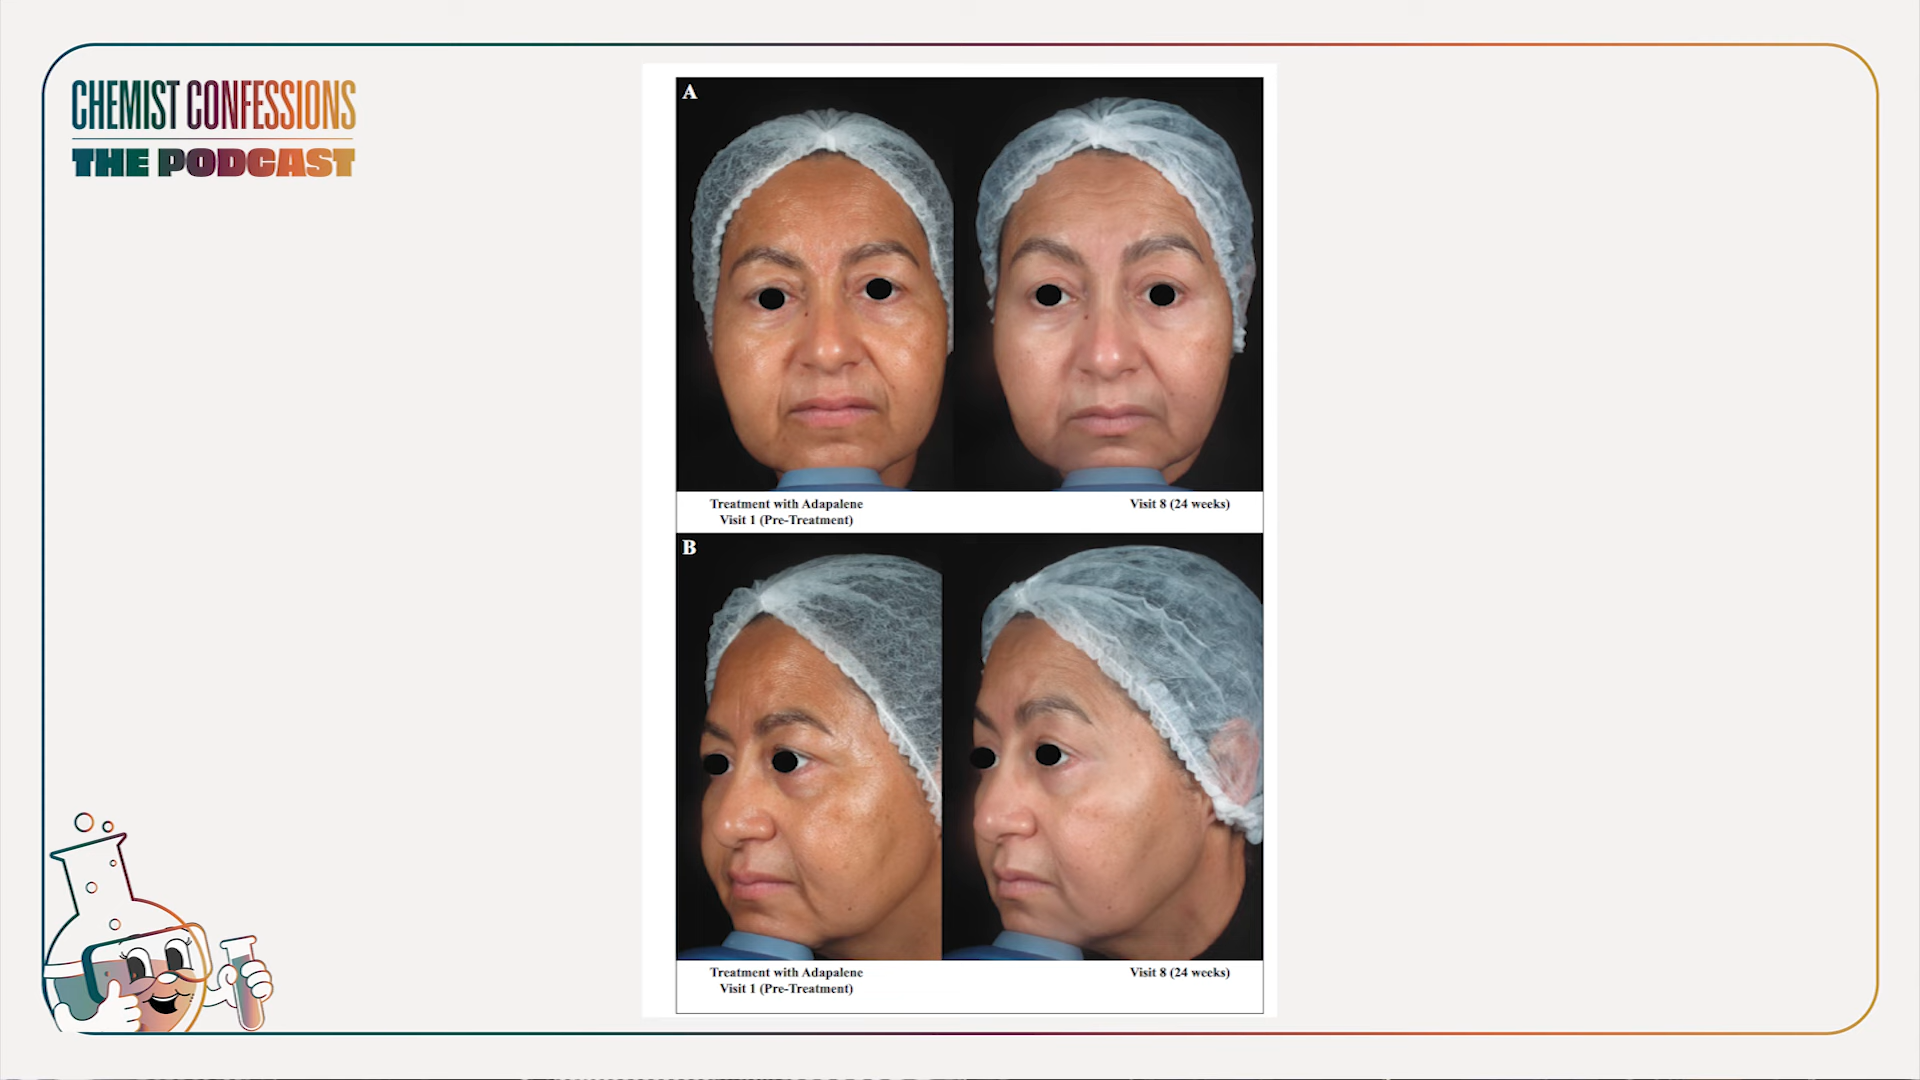 CHEMIST CONFESSIONS
THE PODCAST
A
Treatment with Adapalene
Visit 1 (Pre-Treatment)
Visit 8 (24 weeks)
B
Treatment with Adapalene
Visit 1 (Pre-Treatment)
Visit 8 (24 weeks)